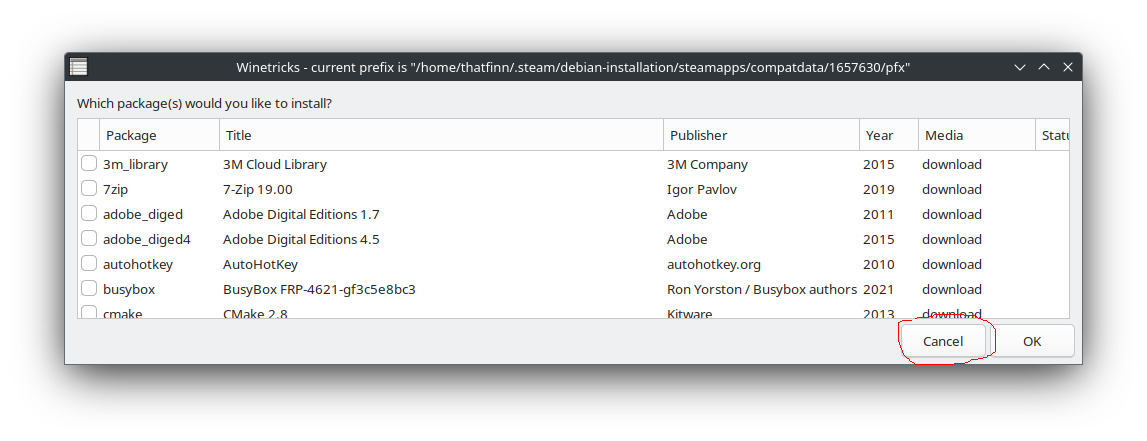 Winetricks - current prefix is "/home/thatfinn/.steam/debian-installation/steamapps/compatdata/1657630/pfx"
Which package(s) would you like to install?
Package Title Publisher Year Media
3m_library 3M Cloud Library 3M Company 2015 download
7zip 7-Zip 19.00 Igor Pavlov 2019 download
adobe_diged Adobe Digital Editions 1.7 Adobe 2011 download
adobe_diged4 Adobe Digital Editions 4.5 Adobe 2015 download
autohotkey AutoHotKey autohotkey.org 2010 download
busybox BusyBox FRP-4621-gf3c5e8bc3 Ron Yorston / Busybox authors 2021 download
cmake CMake 2.8 Kitware 2013 download
Cancel OK